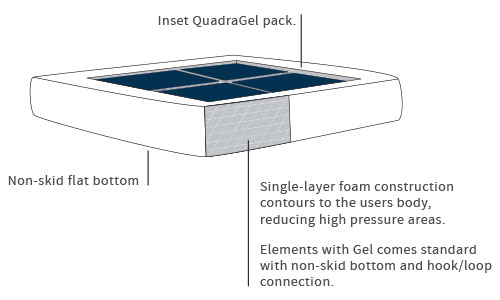 Inset QuadraGel pack.
Non-skid flat bottom
Single-layer foam construction
contours to the users body,
reducing high pressure areas.
Elements with Gel comes standard
with non-skid bottom and hook/loop
connection.